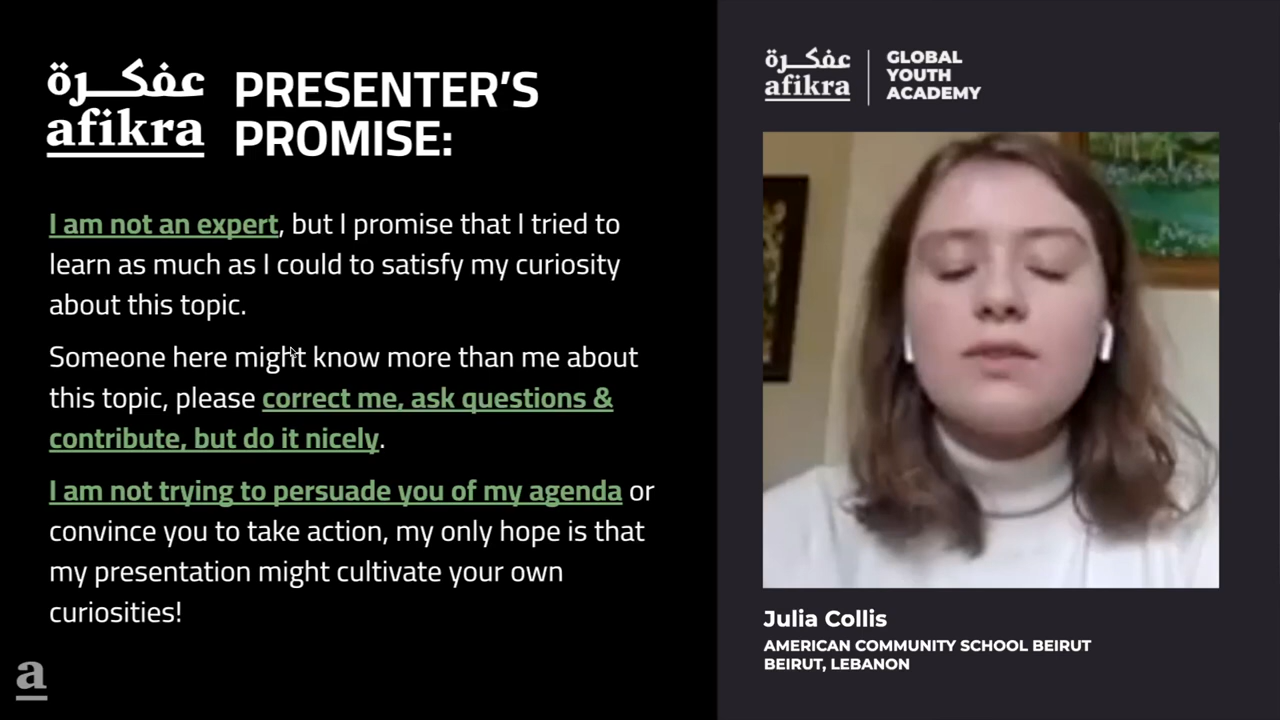 عفكرة
afikra
PRESENTER'S
PROMISE:
I am not an expert, but I promise that I tried to
learn as much as I could to satisfy my curiosity
about this topic.
Someone here might know more than me about
this topic, please correct me, ask questions &
contribute, but do it nicely.
I am not trying to persuade you of my agenda or
convince you to take action, my only hope is that
my presentation might cultivate your own
curiosities!
a
عفكرة
afikra
GLOBAL
YOUTH
ACADEMY
Julia Collis
AMERICAN COMMUNITY SCHOOL BEIRUT
BEIRUT, LEBANON